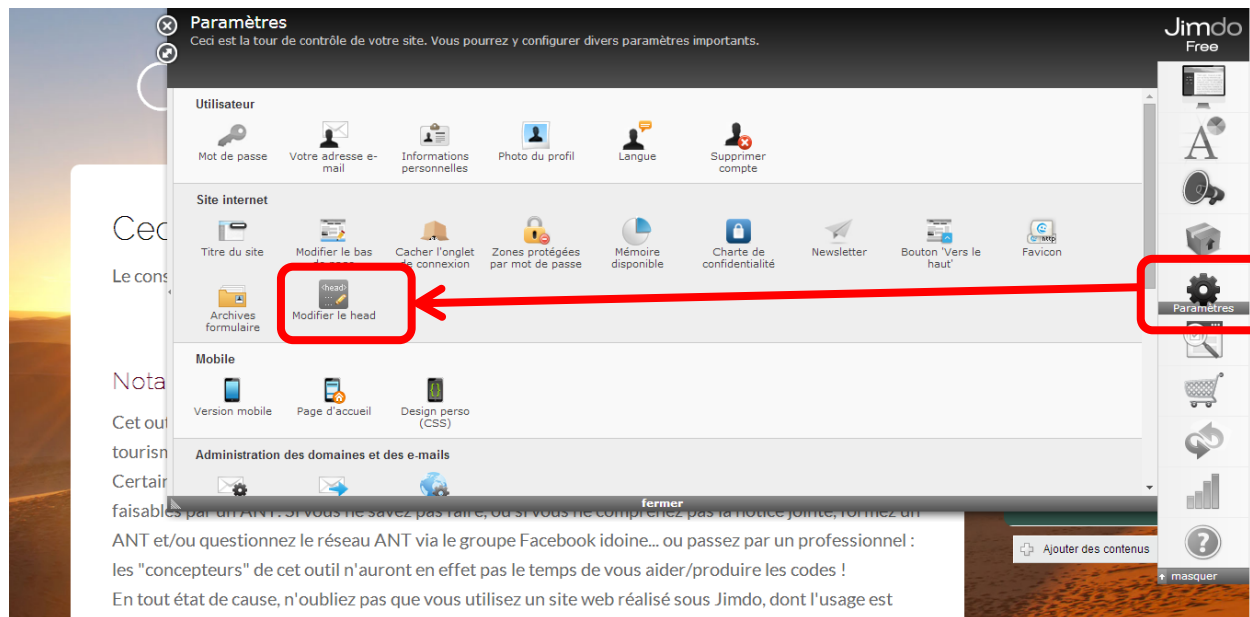 Paramètres
Ceci est la tour de contrôle de votre site. Vous pourrez y configurer divers paramètres importants.
Jimdo
Free
Utilisateur
Mot de passe
Votre adresse e-
mail
Informations
personnelles
Photo du profil
Langue
Supprimer
compte
Site internet
Titre du site
Modifier le bas
de page
Cacher l'onglet
de connexion
Zones protégées
par mot de passe
Mémoire
disponible
Charte de
confidentialité
Newsletter
Bouton 'Vers le
haut'
Favicon
http
Archives
formulaire
<head>
Modifier le head
Paramètres
Mobile
Version mobile
Page d'accueil
Design perso
(CSS)
Administration des domaines et des e-mails
fermer
Cec
Le cons
Nota
Cet out
tourism
Certain
faisables par un ANT. Si vous ne savez pas faire, ou si vous ne comprenez pas la notice jointe, formez un
ANT et/ou questionnez le réseau ANT via le groupe Facebook idoine... ou passez par un professionnel :
les "concepteurs" de cet outil n'auront en effet pas le temps de vous aider/produire les codes !
En tout état de cause, n'oubliez pas que vous utilisez un site web réalisé sous Jimdo, dont l'usage est
Ajouter des contenus
masquer